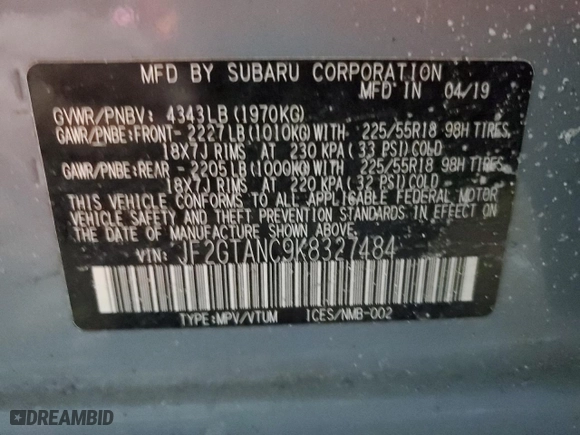 MFD BY SUBARU CORPORATION
MFD IN 04/19
GVWR/PNBV: 4343LB(1970KG)
GAWR/PNBE:FRONT-2227LB(1010KG)WITH- 225/55R18 98H TIRES,
18X7J RIMS AT 230 KPA(33 PSI)COLD
GAWR/PNBE:REAR -2205LB(1000KG)WITH- 225/55R18 98H TIRES,
18X7J RIMS AT 220 KPA(32 PSI)COLD
THIS VEHICLE CONFORMS TO ALL APPLICABLE FEDERAL MOTOR
VEHICLE SAFETY AND THEFT PREVENTION STANDARDS IN EFFECT
ON THE DATE OF MANUFACTURE SHOWN ABOVE.
VIN: JF2GTANC9K8327484
TYPE:MPV/VTUM ICES/NMB-002
DREAMBID